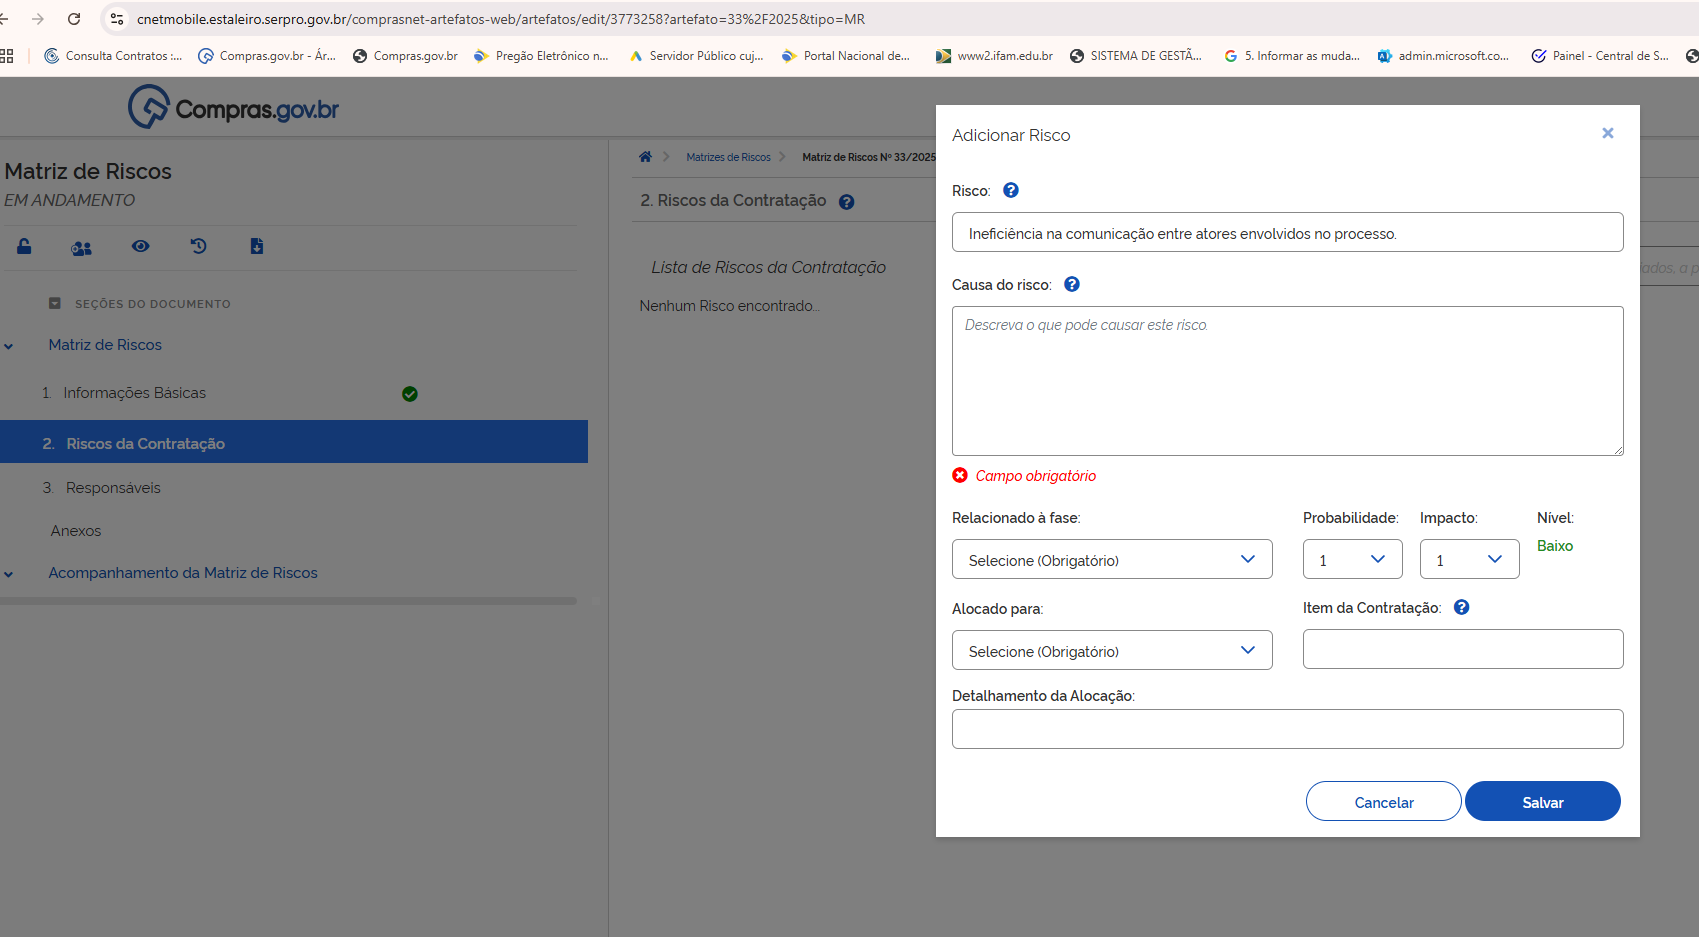 cnetmobile.estaleiro.serpro.gov.br/comprasnet-artefatos-web/artefatos/edit/3773258?artefato=33%2F2025&tipo=MR
Consulta Contratos :...
Compras.gov.br - Ár...
Compras.gov.br
Pregão Eletrônico n...
Servidor Público cuj...
Portal Nacional de...
www2.ifam.edu.br
SISTEMA DE GESTÃ...
5. Informar as muda...
admin.microsoft.co...
Painel - Central de S...
Compras.gov.br
Matriz de Riscos
EM ANDAMENTO
SEÇÕES DO DOCUMENTO
Matriz de Riscos
1. Informações Básicas
2. Riscos da Contratação
3. Responsáveis
Anexos
Acompanhamento da Matriz de Riscos
Matrizes de Riscos
Matriz de Riscos Nº 33/2025
2. Riscos da Contratação
Lista de Riscos da Contratação
Nenhum Risco encontrado...
Adicionar Risco
Risco:
Ineficiência na comunicação entre atores envolvidos no processo.
Causa do risco:
Descreva o que pode causar este risco.
Campo obrigatório
Relacionado à fase:
Selecione (Obrigatório)
Probabilidade:
1
Impacto:
1
Nível:
Baixo
Alocado para:
Selecione (Obrigatório)
Item da Contratação:
Detalhamento da Alocação:
Cancelar
Salvar